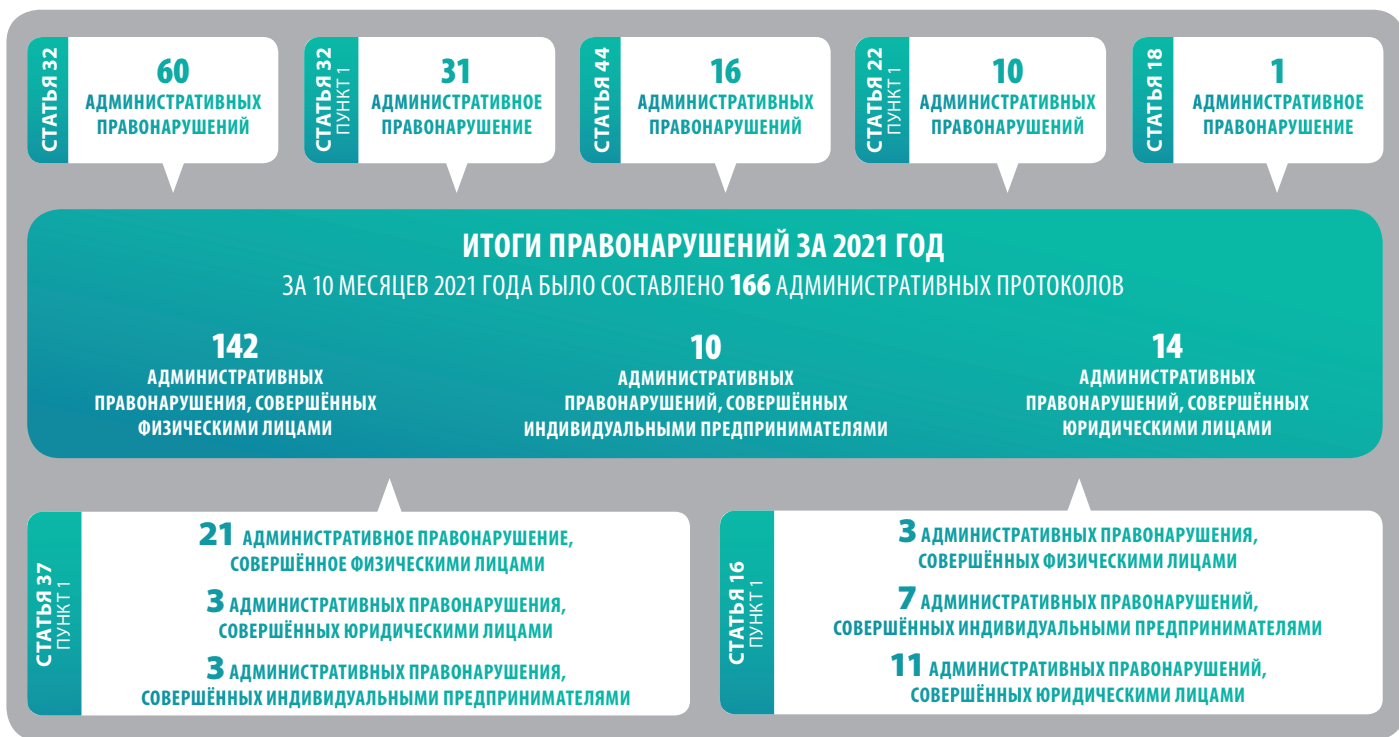 СТАТЬЯ 32
60
АДМИНИСТРАТИВНЫХ
ПРАВОНАРУШЕНИЙ
СТАТЬЯ 32
ПУНКТ 1
31
АДМИНИСТРАТИВНОЕ
ПРАВОНАРУШЕНИЕ
СТАТЬЯ 44
16
АДМИНИСТРАТИВНЫХ
ПРАВОНАРУШЕНИЙ
СТАТЬЯ 22
ПУНКТ 1
10
АДМИНИСТРАТИВНЫХ
ПРАВОНАРУШЕНИЙ
СТАТЬЯ 18
1
АДМИНИСТРАТИВНОЕ
ПРАВОНАРУШЕНИЕ
ИТОГИ ПРАВОНАРУШЕНИЙ ЗА 2021 ГОД
ЗА 10 МЕСЯЦЕВ 2021 ГОДА БЫЛО СОСТАВЛЕНО 166 АДМИНИСТРАТИВНЫХ ПРОТОКОЛОВ
142
АДМИНИСТРАТИВНЫХ
ПРАВОНАРУШЕНИЯ, СОВЕРШЁННЫХ
ФИЗИЧЕСКИМИ ЛИЦАМИ
10
АДМИНИСТРАТИВНЫХ
ПРАВОНАРУШЕНИЙ, СОВЕРШЁННЫХ
ИНДИВИДУАЛЬНЫМИ ПРЕДПРИНИМАТЕЛЯМИ
14
АДМИНИСТРАТИВНЫХ
ПРАВОНАРУШЕНИЙ, СОВЕРШЁННЫХ
ЮРИДИЧЕСКИМИ ЛИЦАМИ
СТАТЬЯ 37
ПУНКТ 1
21 АДМИНИСТРАТИВНОЕ ПРАВОНАРУШЕНИЕ,
СОВЕРШЁННОЕ ФИЗИЧЕСКИМИ ЛИЦАМИ
3 АДМИНИСТРАТИВНЫХ ПРАВОНАРУШЕНИЯ,
СОВЕРШЁННЫХ ЮРИДИЧЕСКИМИ ЛИЦАМИ
3 АДМИНИСТРАТИВНЫХ ПРАВОНАРУШЕНИЯ,
СОВЕРШЁННЫХ ИНДИВИДУАЛЬНЫМИ ПРЕДПРИНИМАТЕЛЯМИ
СТАТЬЯ 16
ПУНКТ 1
3 АДМИНИСТРАТИВНЫХ ПРАВОНАРУШЕНИЯ,
СОВЕРШЁННЫХ ФИЗИЧЕСКИМИ ЛИЦАМИ
7 АДМИНИСТРАТИВНЫХ ПРАВОНАРУШЕНИЙ,
СОВЕРШЁННЫХ ИНДИВИДУАЛЬНЫМИ ПРЕДПРИНИМАТЕЛЯМИ
11 АДМИНИСТРАТИВНЫХ ПРАВОНАРУШЕНИЙ,
СОВЕРШЁННЫХ ЮРИДИЧЕСКИМИ ЛИЦАМИ